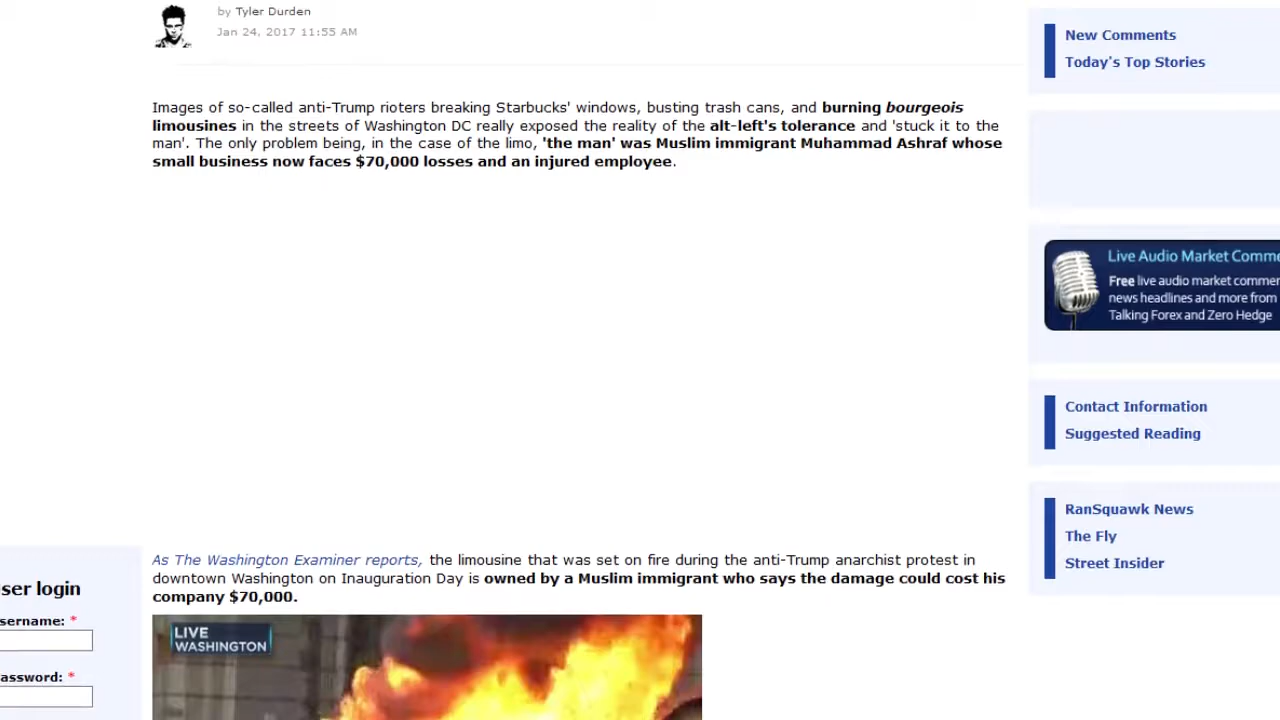 by Tyler Durden
Jan 24, 2017 11:55 AM
Images of so-called anti-Trump rioters breaking Starbucks' windows, busting trash cans, and burning bourgeois
limousines in the streets of Washington DC really exposed the reality of the alt-left's tolerance and 'stuck it to the
man'. The only problem being, in the case of the limo, 'the man' was Muslim immigrant Muhammad Ashraf whose
small business now faces $70,000 losses and an injured employee.
As The Washington Examiner reports, the limousine that was set on fire during the anti-Trump anarchist protest in
downtown Washington on Inauguration Day is owned by a Muslim immigrant who says the damage could cost his
company $70,000.
LIVE
WASHINGTON
ser login
sername: *
assword: *
New Comments
Today's Top Stories
Live Audio Market Comme
Free live audio market commen
news headlines and more from
Talking Forex and Zero Hedge
Contact Information
Suggested Reading
RanSquawk News
The Fly
Street Insider